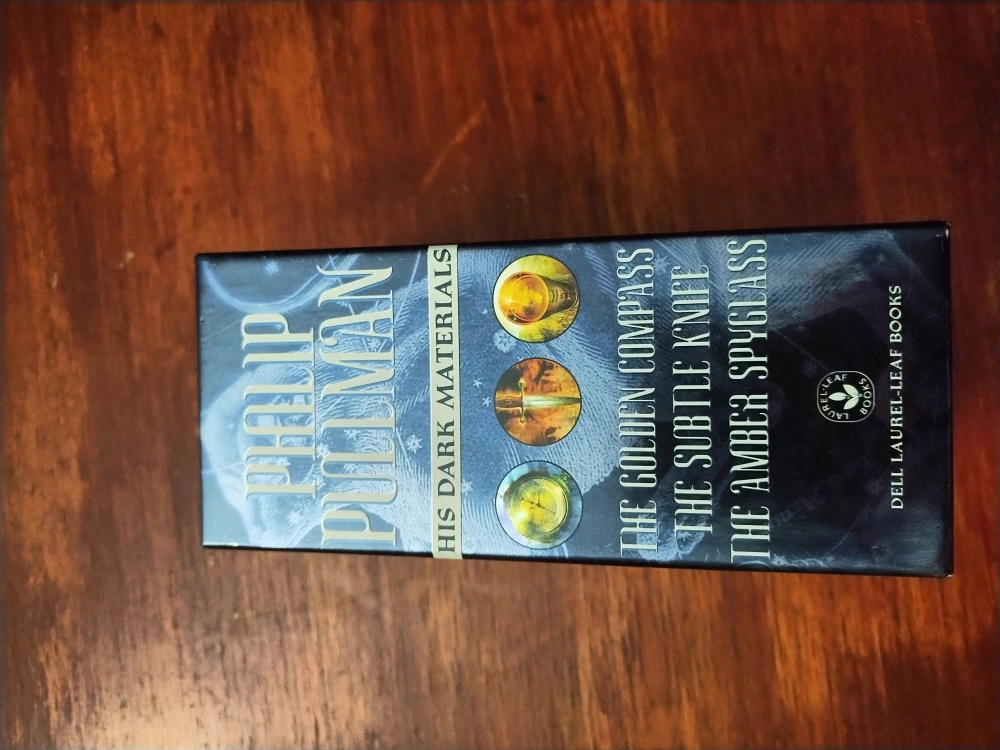 PHILIP
PULLMAN
HIS DARK MATERIALS
THE GOLDEN COMPASS
THE SUBTLE KNIFE
THE AMBER SPYGLASS
LAUREL-LEAF
BOOKS
DELL LAUREL-LEAF BOOKS